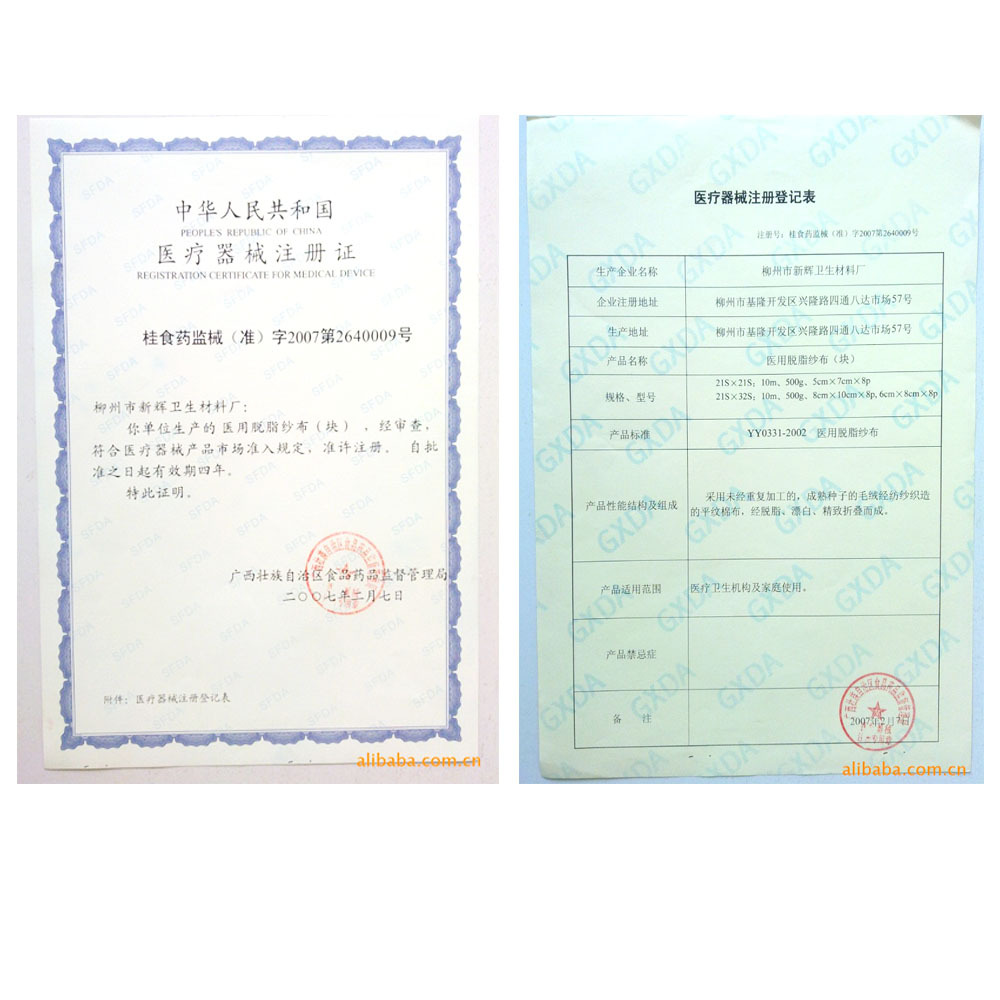 中华人民共和国
PEOPLE'S REPUBLIC OF CHINA
医疗器械注册证
REGISTRATION CERTIFICATE FOR MEDICAL DEVICE
桂食药监械（准）字2007第2640009号
柳州市新辉卫生材料厂：
你单位生产的 医用脱脂纱布（块），经审查，
符合医疗器械产品市场准入规定，准许注册。 自批
准之日起有效期四年。
特此证明。
广西壮族自治区食品药品监督管理局
二〇〇七年二月七日
附件：医疗器械注册登记表
alibaba.com.cn
医疗器械注册登记表
注册号：桂食药监械（准）字2007第2640009号
生产企业名称 柳州市新辉卫生材料厂
企业注册地址 柳州市基隆开发区兴隆路四通八达市场57号
生产地址 柳州市基隆开发区兴隆路四通八达市场57号
产品名称 医用脱脂纱布（块）
规格、型号 21S×21S：10m、500g、5cm×7cm×8p
21S×32S：10m、500g、8cm×10cm×8p, 6cm×8cm×8p
产品标准 YY0331-2002 医用脱脂纱布
产品性能结构及组成 采用未经重复加工的，成熟种子的毛绒经纺纱织造
的平纹棉布，经脱脂、漂白、精致折叠而成。
产品适用范围 医疗卫生机构及家庭使用。
产品禁忌症
备 注 2007年2月7日
alibaba.com.cn
SFDA
GXDA